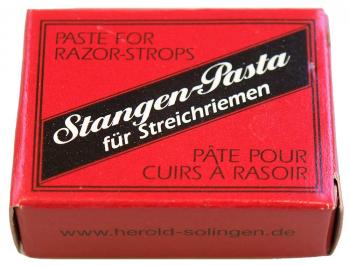 PASTE FOR
RAZOR-STROPS
Stangen-Pasta
für Streichriemen
PÂTE POUR
CUIRS À RASOIR
www.herold-solingen.de